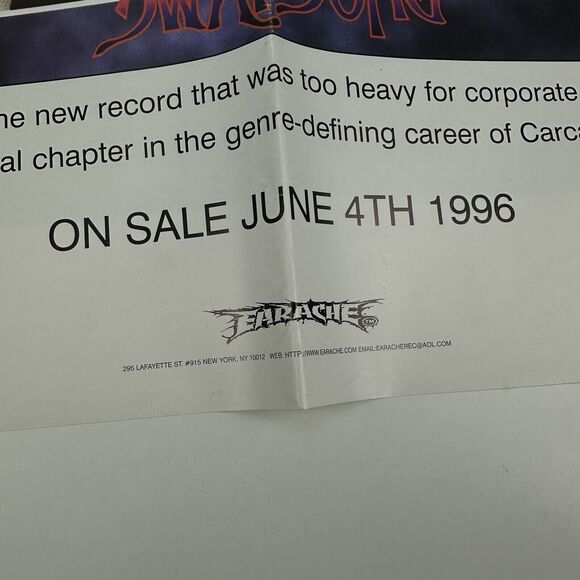 Swansong
he new record that was too heavy for corporate
al chapter in the genre-defining career of Carca
ON SALE JUNE 4TH 1996
EARACHE
295 LAFAYETTE ST. #915 NEW YORK, NY 10012 WEB: HTTP://WWW.EARACHE.COM EMAIL:EARACHEREC@AOL.COM